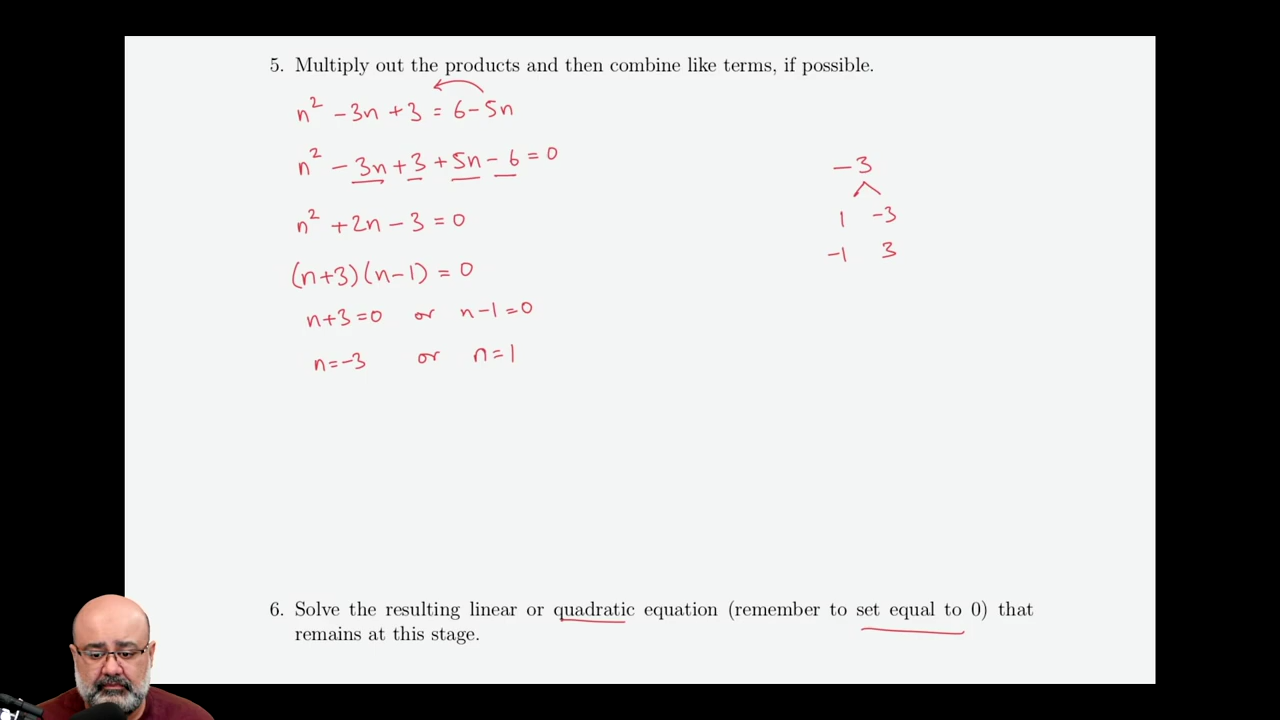 5. Multiply out the products and then combine like terms, if possible.
n² - 3n + 3 = 6 - 5n
n² - 3n + 3 + 5n - 6 = 0
n² + 2n - 3 = 0
(n+3)(n-1) = 0
n+3=0 or n-1=0
n=-3 or n=1
-3
1 -3
-1 3
6. Solve the resulting linear or quadratic equation (remember to set equal to 0) that
remains at this stage.